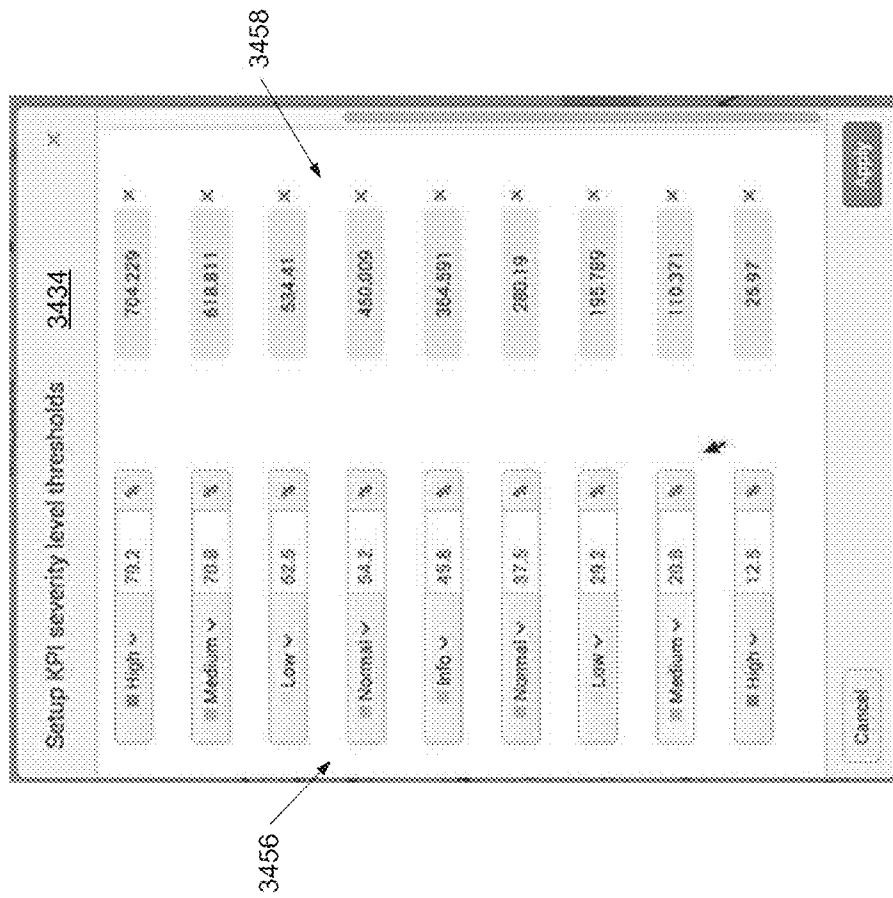 Setup KPI severity level thresholds 3434 ×
High 79.2 % 704.229 ×
Medium 70.8 % 618.811 ×
Low 62.5 % 534.41 ×
Normal 54.2 % 450.009 ×
Info 45.8 % 364.591 ×
Normal 37.5 % 280.19 ×
Low 29.2 % 195.789 ×
Medium 20.8 % 110.371 ×
High 12.5 % 25.97 ×
Cancel
3456
3458